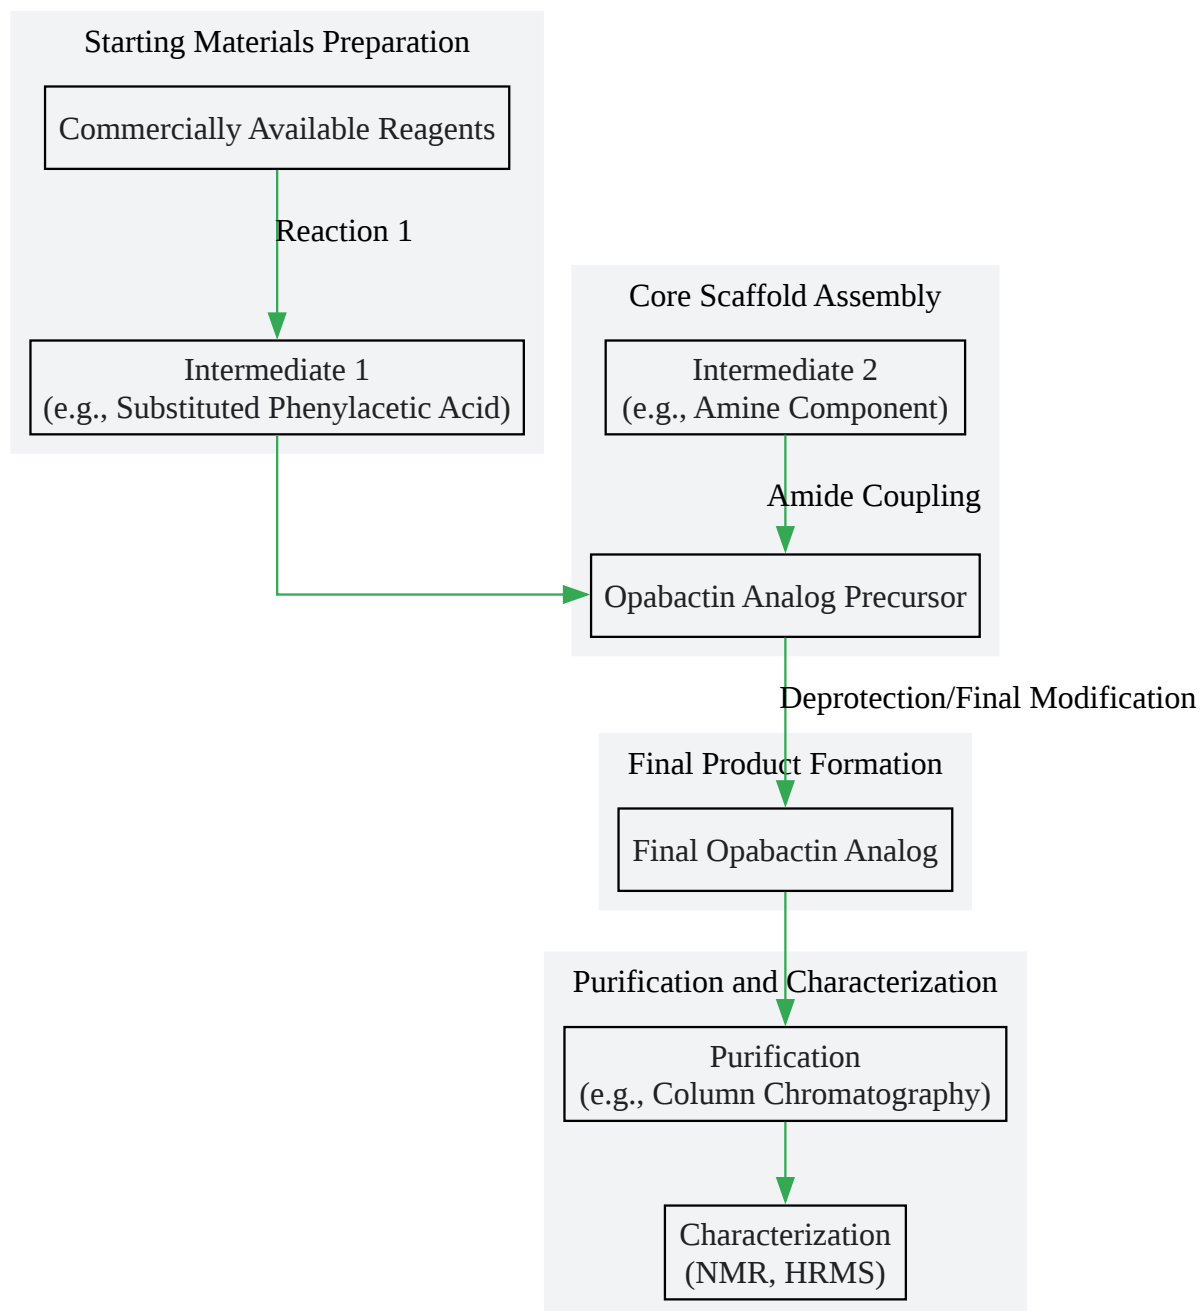 Starting Materials Preparation
Commercially Available Reagents
Reaction 1
Intermediate 1
(e.g., Substituted Phenylacetic Acid)
Core Scaffold Assembly
Intermediate 2
(e.g., Amine Component)
Amide Coupling
Opabactin Analog Precursor
Deprotection/Final Modification
Final Product Formation
Final Opabactin Analog
Purification and Characterization
Purification
(e.g., Column Chromatography)
Characterization
(NMR, HRMS)